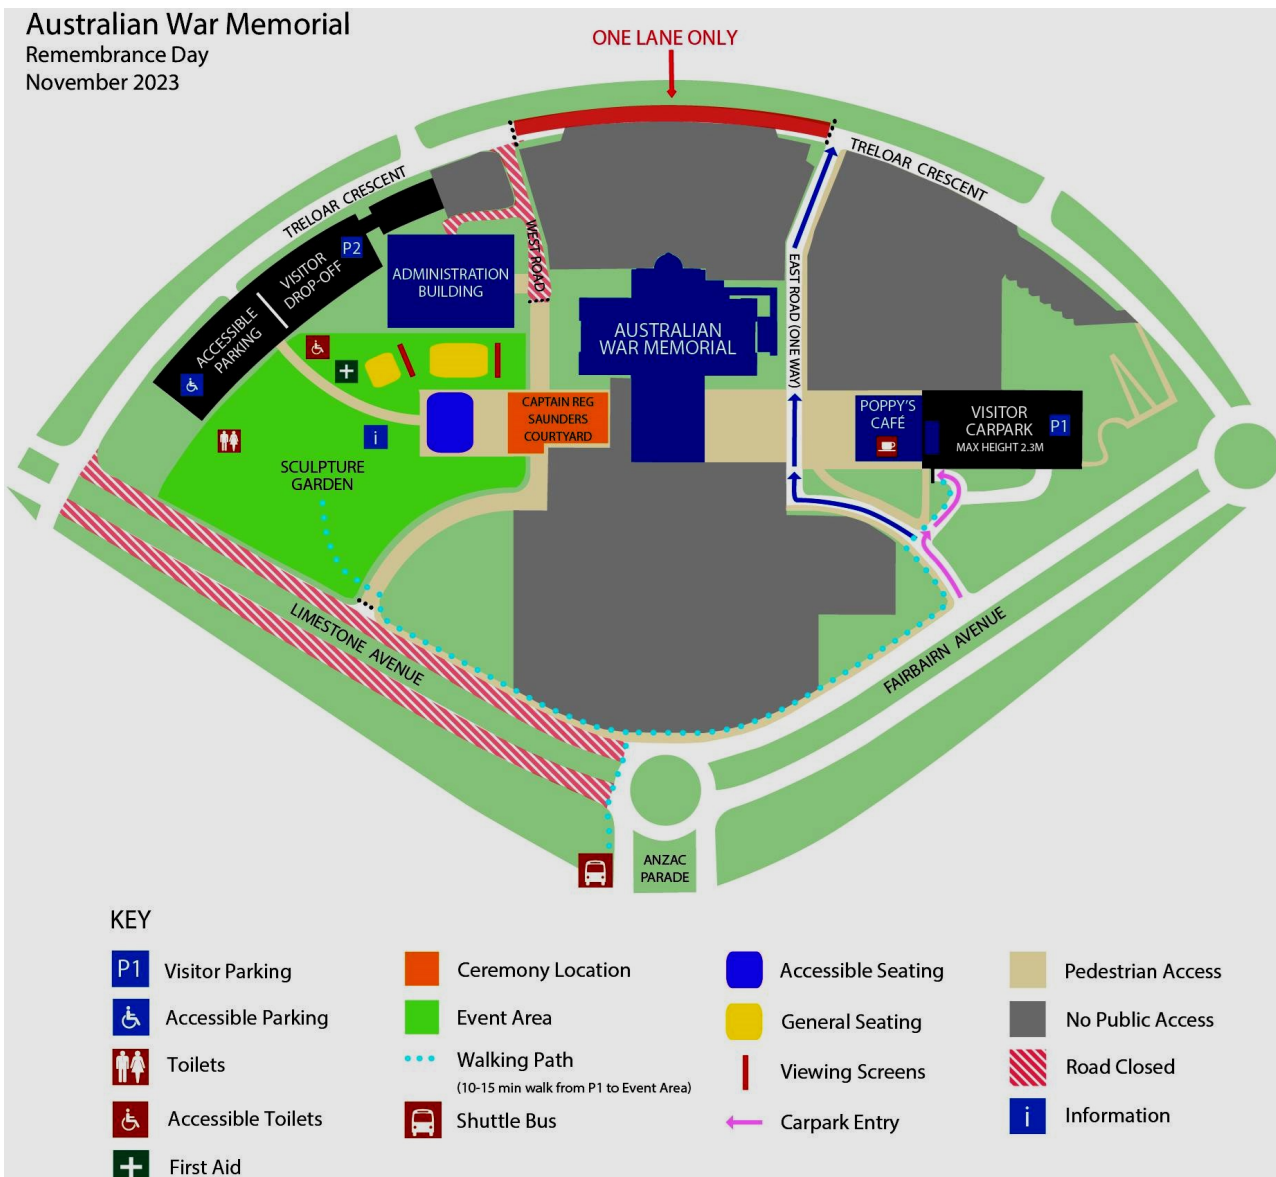 Australian War Memorial
Remembrance Day
November 2023
ONE LANE ONLY
TRELOAR CRESCENT
TRELOAR CRESCENT
WEST ROAD
EAST ROAD (ONE WAY)
P2
VISITOR
DROP-OFF
ACCESSIBLE
PARKING
ADMINISTRATION
BUILDING
AUSTRALIAN
WAR MEMORIAL
CAPTAIN REG
SAUNDERS
COURTYARD
POPPY'S
CAFÉ
VISITOR
CARPARK
MAX HEIGHT 2.3M
P1
i
SCULPTURE
GARDEN
LIMESTONE AVENUE
FAIRBAIRN AVENUE
ANZAC
PARADE
KEY
P1 Visitor Parking
Accessible Parking
Toilets
Accessible Toilets
First Aid
Ceremony Location
Event Area
Walking Path
(10-15 min walk from P1 to Event Area)
Shuttle Bus
Accessible Seating
General Seating
Viewing Screens
Carpark Entry
Pedestrian Access
No Public Access
Road Closed
i Information